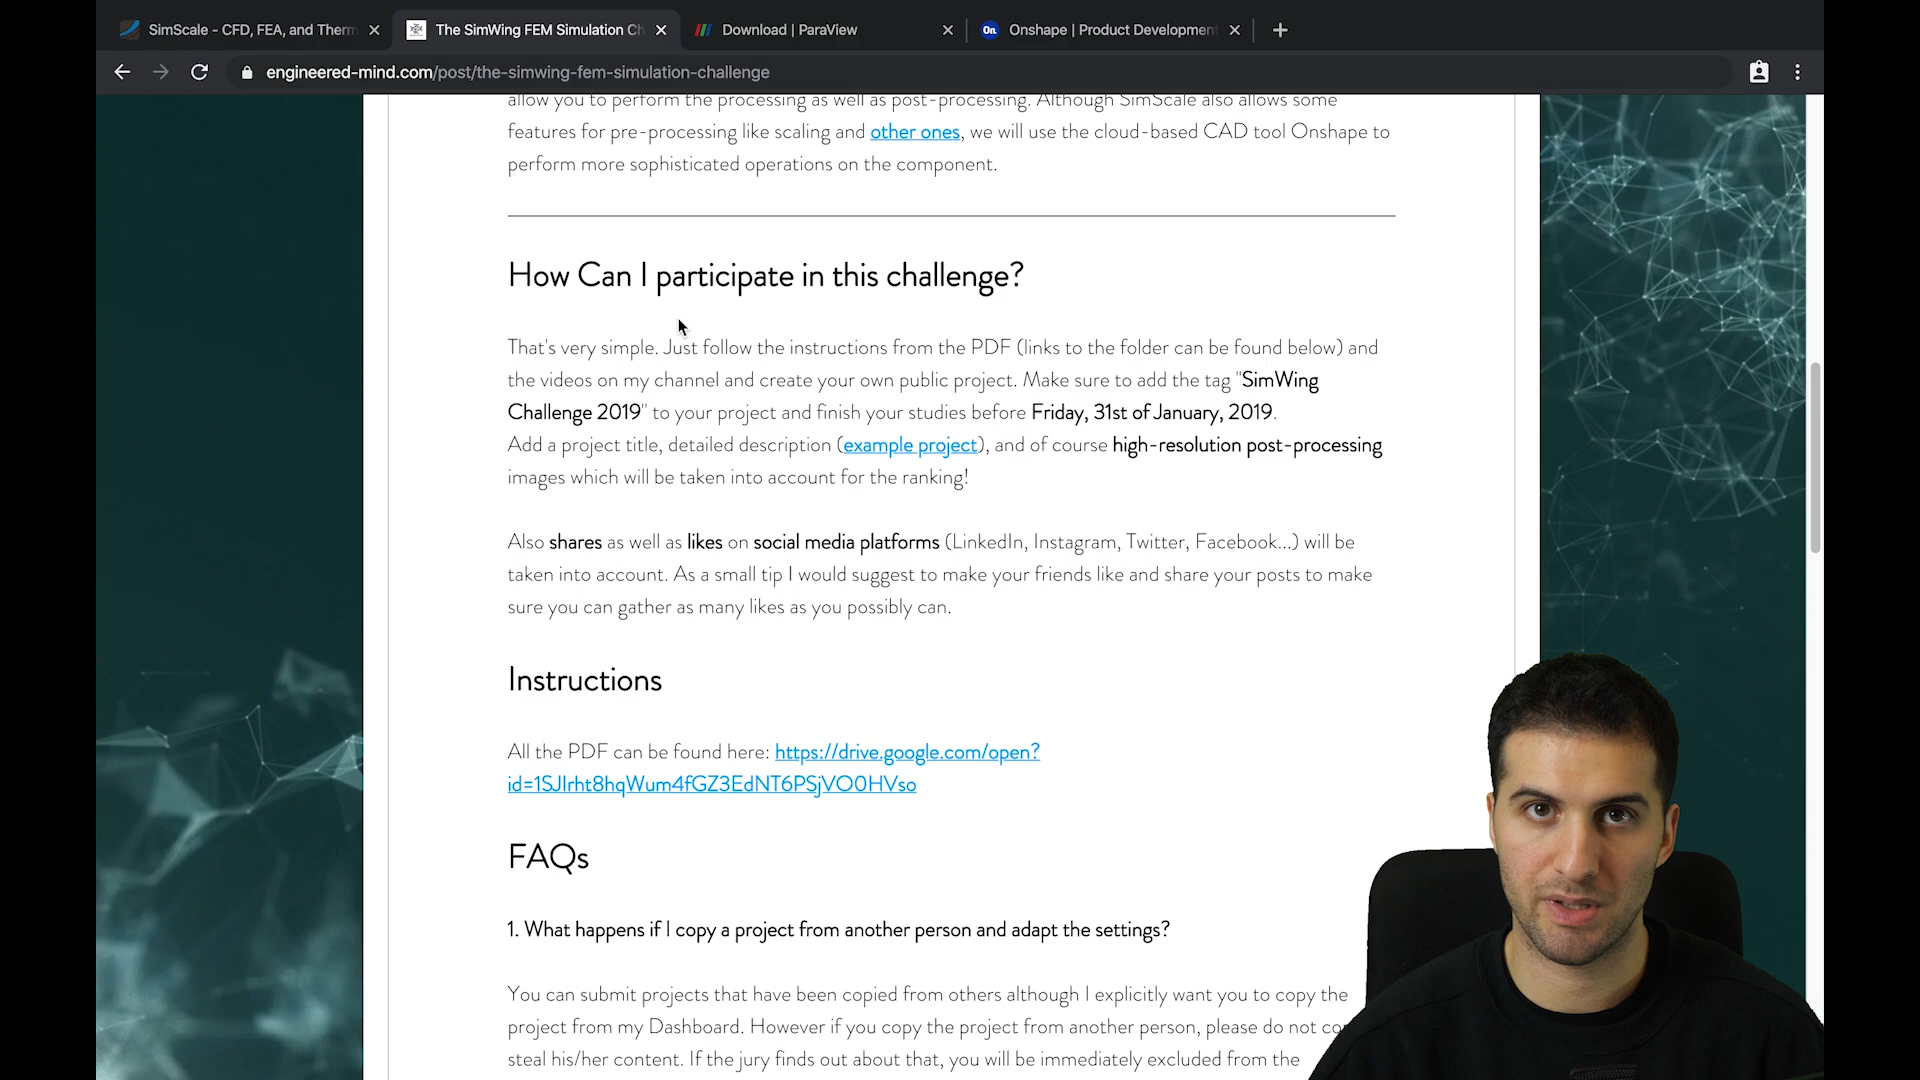 SimScale - CFD, FEA, and Therm
The SimWing FEM Simulation Ch
Download | ParaView
On
Onshape | Product Development
engineered-mind.com/post/the-simwing-fem-simulation-challenge
allow you to perform the processing as well as post-processing. Although SimScale also allows some
features for pre-processing like scaling and other ones, we will use the cloud-based CAD tool Onshape to
perform more sophisticated operations on the component.
How Can I participate in this challenge?
That's very simple. Just follow the instructions from the PDF (links to the folder can be found below) and
the videos on my channel and create your own public project. Make sure to add the tag "SimWing
Challenge 2019" to your project and finish your studies before Friday, 31st of January, 2019.
Add a project title, detailed description (example project), and of course high-resolution post-processing
images which will be taken into account for the ranking!
Also shares as well as likes on social media platforms (LinkedIn, Instagram, Twitter, Facebook...) will be
taken into account. As a small tip I would suggest to make your friends like and share your posts to make
sure you can gather as many likes as you possibly can.
Instructions
All the PDF can be found here: https://drive.google.com/open?
id=1SJlrht8hqWum4fGZ3EdNT6PSjVO0HVso
FAQs
1. What happens if I copy a project from another person and adapt the settings?
You can submit projects that have been copied from others although I explicitly want you to copy the
project from my Dashboard. However if you copy the project from another person, please do not co
steal his/her content. If the jury finds out about that, you will be immediately excluded from the